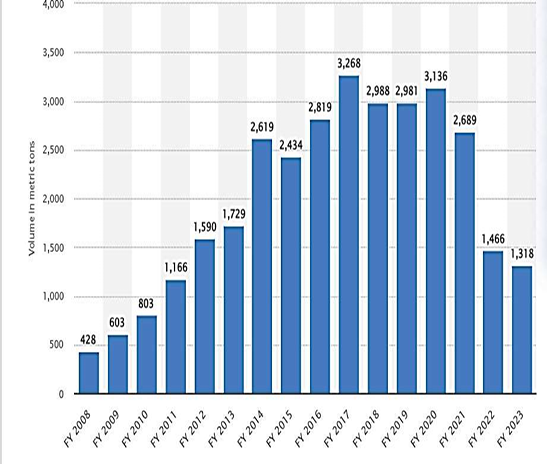 4,000
3,500
3,000
2,500
2,000
1,500
1,000
500
0
Volume in metric tons
428
603
803
1,166
1,590
1,729
2,619
2,434
2,819
3,268
2,988
2,981
3,136
2,689
1,466
1,318
FY 2008
FY 2009
FY 2010
FY 2011
FY 2012
FY 2013
FY 2014
FY 2015
FY 2016
FY 2017
FY 2018
FY 2019
FY 2020
FY 2021
FY 2022
FY 2023